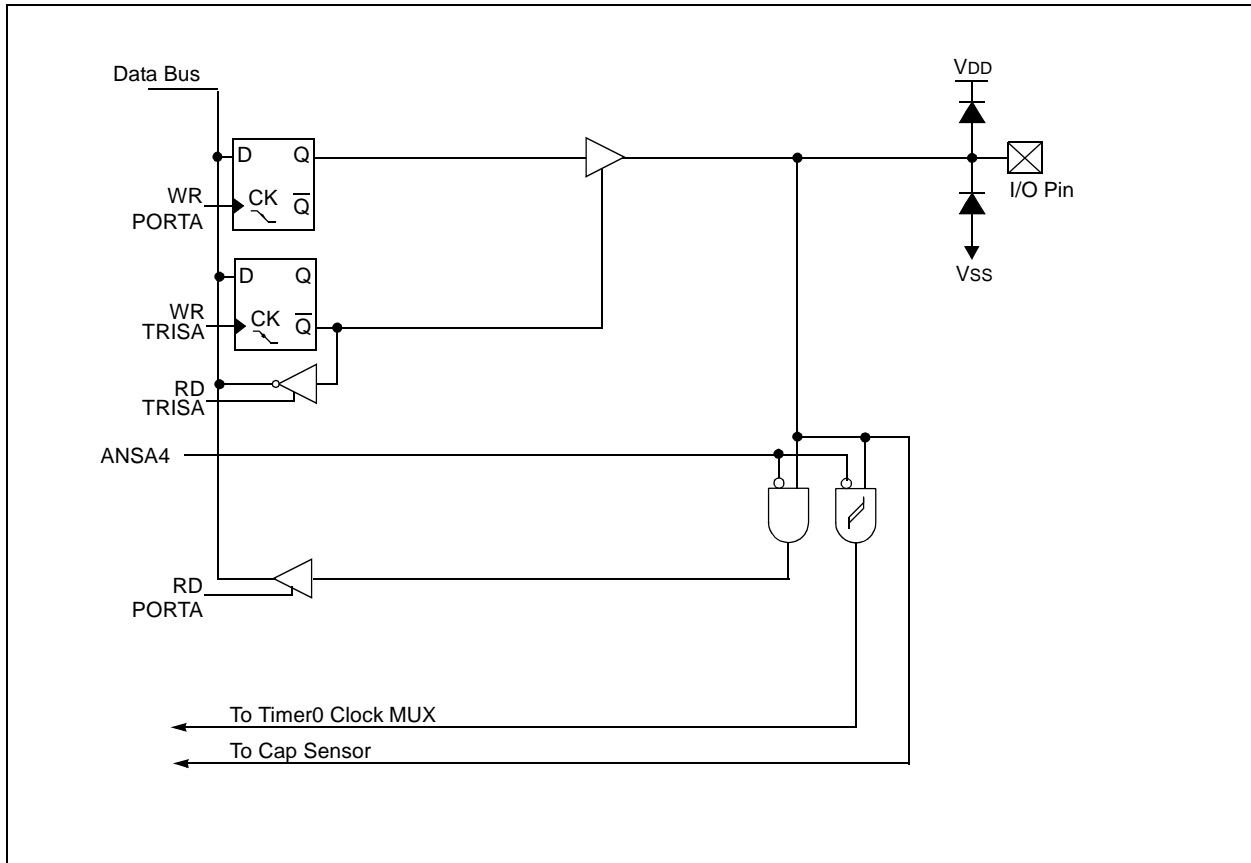 Data Bus
VDD
D Q
WR
PORTA
CK
Q
I/O Pin
D Q
WR
TRISA
CK
Q
VSS
RD
TRISA
ANSA4
RD
PORTA
To Timer0 Clock MUX
To Cap Sensor